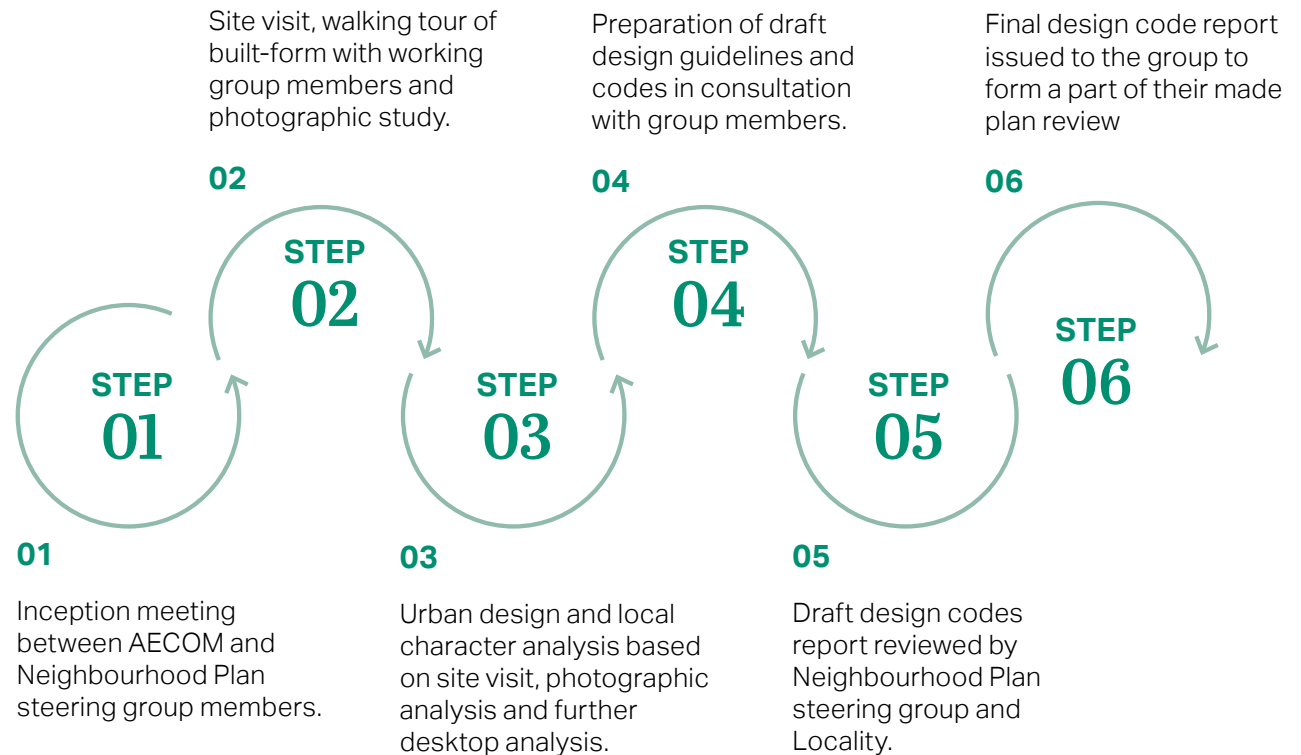 Site visit, walking tour of
built-form with working
group members and
photographic study.
02
Preparation of draft
design guidelines and
codes in consultation
with group members.
04
Final design code report
issued to the group to
form a part of their made
plan review
06
STEP
01
STEP
02
STEP
03
STEP
04
STEP
05
STEP
06
01
Inception meeting
between AECOM and
Neighbourhood Plan
steering group members.
03
Urban design and local
character analysis based
on site visit, photographic
analysis and further
desktop analysis.
05
Draft design codes
report reviewed by
Neighbourhood Plan
steering group and
Locality.